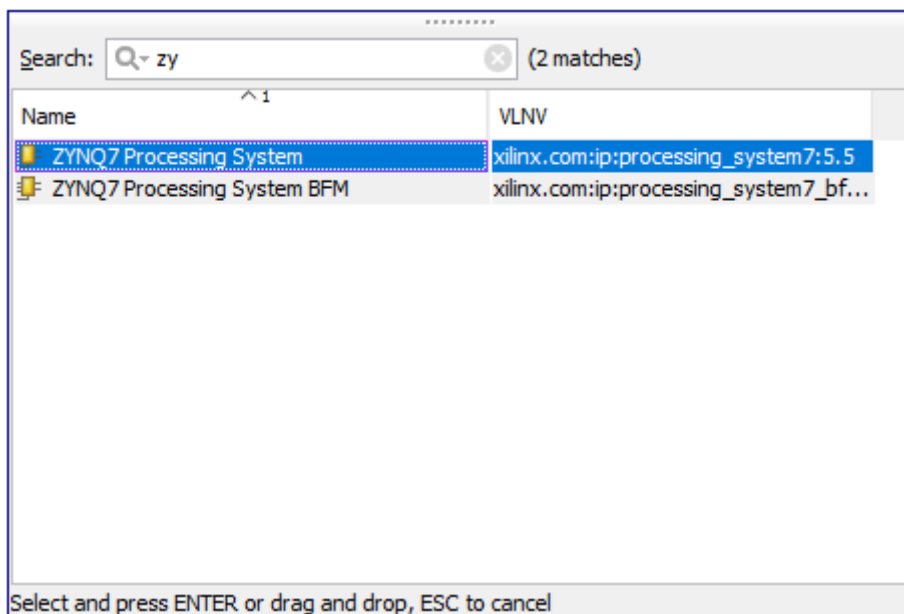 Search: zy (2 matches)
Name 1 VLNV
ZYNQ7 Processing System xilinx.com:ip:processing_system7:5.5
ZYNQ7 Processing System BFM xilinx.com:ip:processing_system7_bf...
Select and press ENTER or drag and drop, ESC to cancel